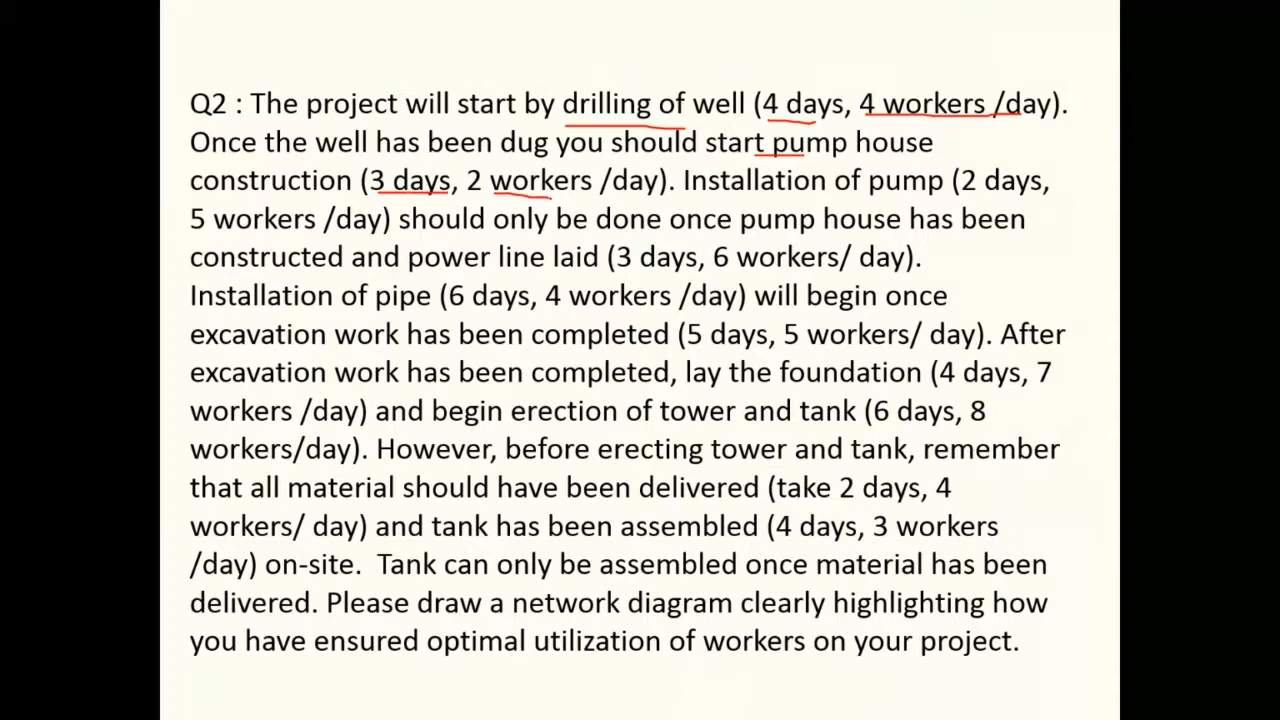 Q2 : The project will start by drilling of well (4 days, 4 workers /day).
Once the well has been dug you should start pump house
construction (3 days, 2 workers /day). Installation of pump (2 days,
5 workers /day) should only be done once pump house has been
constructed and power line laid (3 days, 6 workers/ day).
Installation of pipe (6 days, 4 workers /day) will begin once
excavation work has been completed (5 days, 5 workers/ day). After
excavation work has been completed, lay the foundation (4 days, 7
workers /day) and begin erection of tower and tank (6 days, 8
workers/day). However, before erecting tower and tank, remember
that all material should have been delivered (take 2 days, 4
workers/ day) and tank has been assembled (4 days, 3 workers
/day) on-site.  Tank can only be assembled once material has been
delivered. Please draw a network diagram clearly highlighting how
you have ensured optimal utilization of workers on your project.